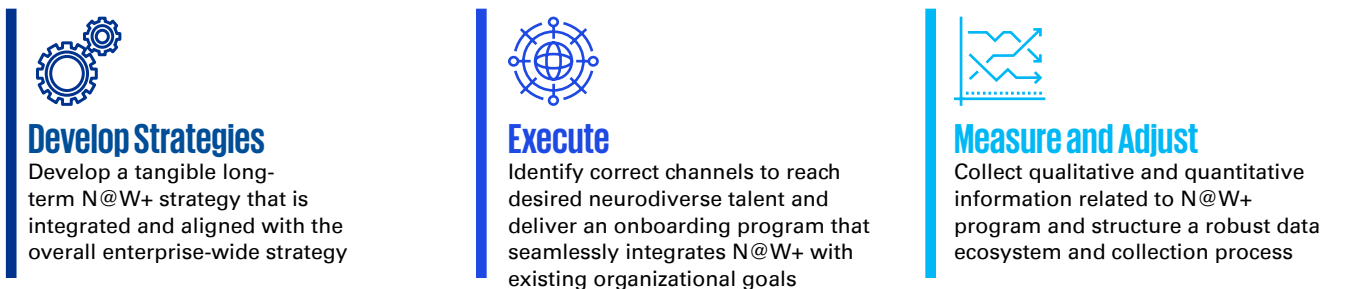 Develop Strategies
Develop a tangible long-
term N@W+ strategy that is
integrated and aligned with the
overall enterprise-wide strategy
Execute
Identify correct channels to reach
desired neurodiverse talent and
deliver an onboarding program that
seamlessly integrates N@W+ with
existing organizational goals
Measure and Adjust
Collect qualitative and quantitative
information related to N@W+
program and structure a robust data
ecosystem and collection process